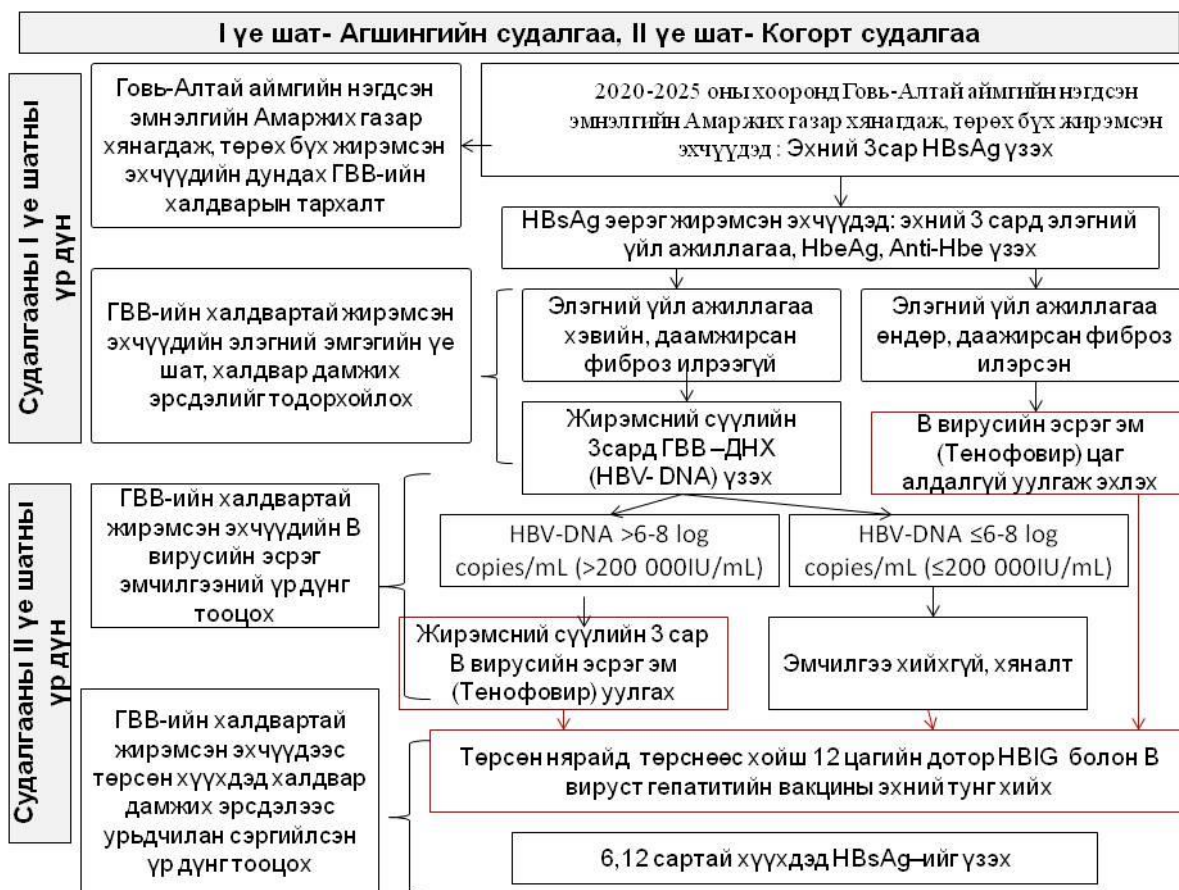 I үе шат- Агшингийн судалгаа, II үе шат- Когорт судалгаа
Судалгааны I үе шатны
үр дүн
Говь-Алтай аймгийн нэгдсэн
эмнэлгийн Амаржих газар
хянагдаж, төрөх бүх жирэмсэн
эхчүүдийн дундах ГВВ-ийн
халдварын тархалт
2020-2025 оны хооронд Говь-Алтай аймгийн нэгдсэн
эмнэлгийн Амаржих газар хянагдаж, төрөх бүх жирэмсэн
эхчүүдэд : Эхний 3сар HBsAg үзэх
HBsAg эерэг жирэмсэн эхчүүдэд: эхний 3 сард элэгний
үйл ажиллагаа, HbeAg, Anti-Hbe үзэх
ГВВ-ийн халдвартай жирэмсэн
эхчүүдийн элэгний эмгэгийн үе
шат, халдвар дамжих
эрсдэлийг тодорхойлох
Элэгний үйл ажиллагаа
хэвийн, даамжирсан
фиброз илрээгүй
Элэгний үйл ажиллагаа
өндөр, даажирсан фиброз
илэрсэн
Жирэмсний сүүлийн
3сард ГВВ –ДНХ
(HBV- DNA) үзэх
В вирусийн эсрэг эм
(Тенофовир) цаг
алдалгүй уулгаж эхлэх
Судалгааны II үе шатны
үр дүн
ГВВ-ийн халдвартай
жирэмсэн эхчүүдийн В
вирусийн эсрэг
эмчилгээний үр дүнг
тооцох
HBV-DNA >6-8 log
copies/mL (>200 000IU/mL)
HBV-DNA ≤6-8 log
copies/mL (≤200 000IU/mL)
Жирэмсний сүүлийн 3 сар
В вирусийн эсрэг эм
(Тенофовир) уулгах
Эмчилгээ хийхгүй, хяналт
ГВВ-ийн халдвартай
жирэмсэн эхчүүдээс
төрсөн хүүхдэд халдвар
дамжих эрсдэлээс
урьдчилан сэргийлсэн
үр дүнг тооцох
Төрсөн нярайд төрснөөс хойш 12 цагийн дотор HBIG болон В
вируст гепатитийн вакцины эхний тунг хийх
6,12 сартай хүүхдэд HBsAg–ийг үзэх